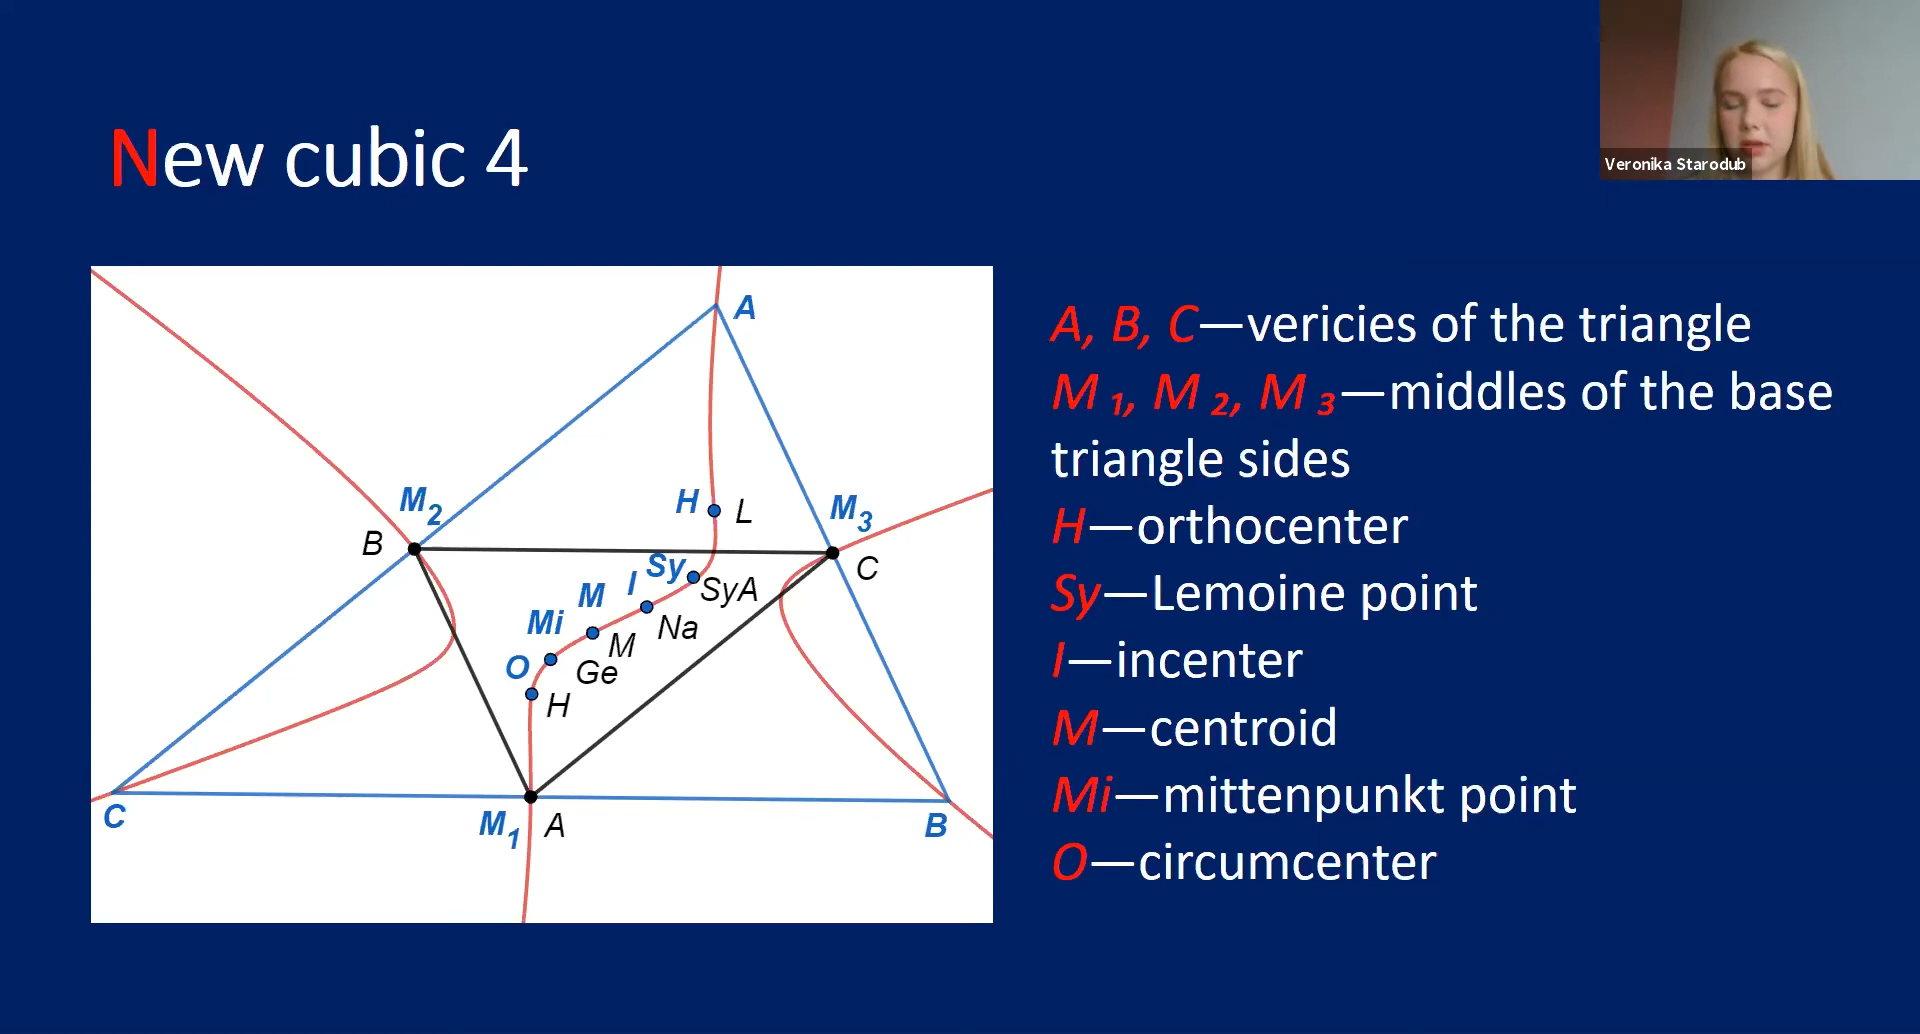 Veronika Starodub
New cubic 4
A
M2
B
H
L
M3
C
Sy
SyA
I
M
Na
Mi
M
Ge
O
H
C
M1
A
B
A, B, C—vericies of the triangle
M 1, M 2, M 3—middles of the base
triangle sides
H—orthocenter
Sy—Lemoine point
I—incenter
M—centroid
Mi—mittenpunkt point
O—circumcenter